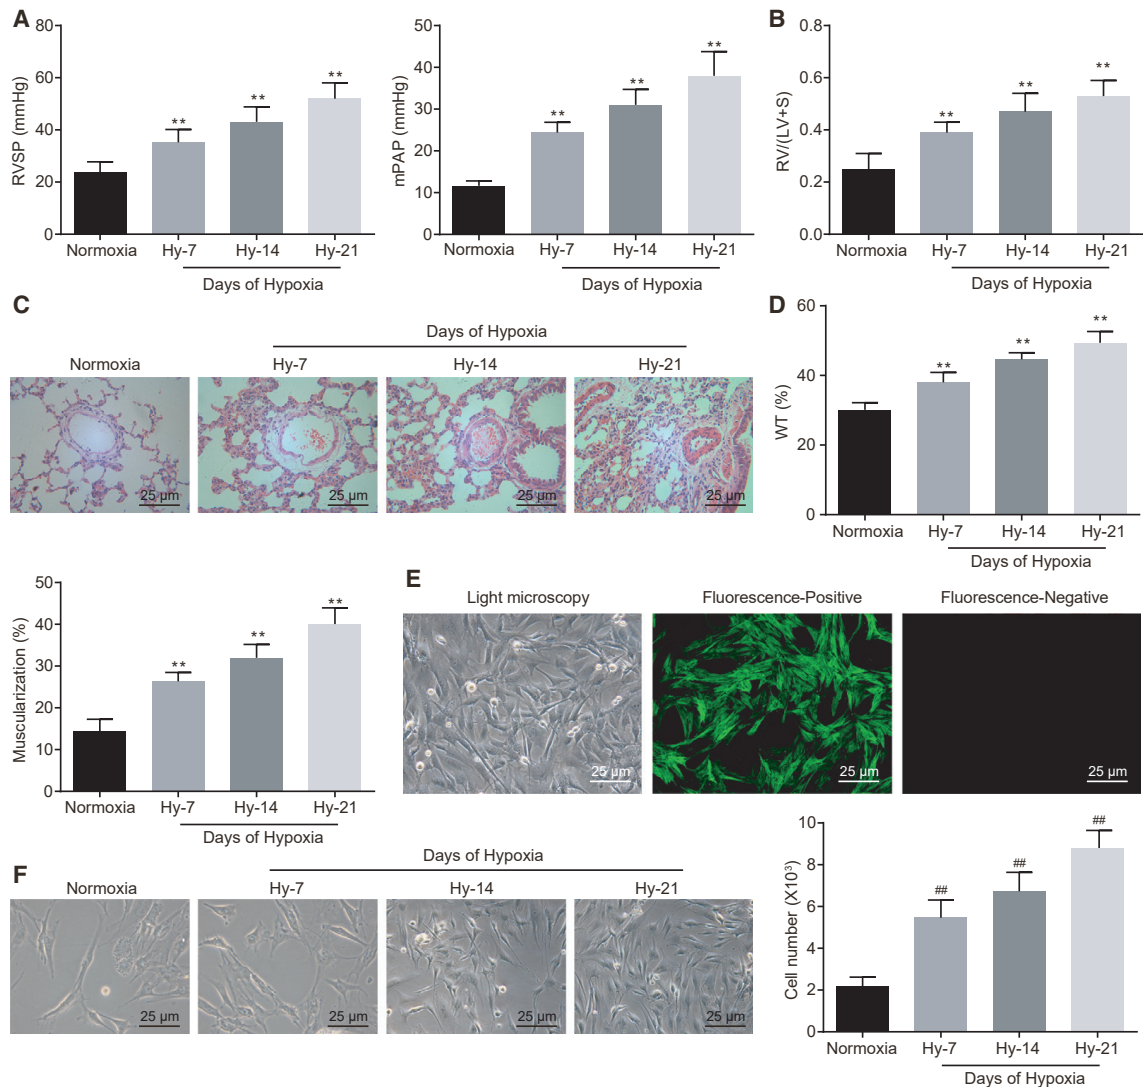 A
RVSP (mmHg)
80
60
40
20
0
Normoxia Hy-7 Hy-14 Hy-21
Days of Hypoxia
** ** **
mPAP (mmHg)
50
40
30
20
10
0
Normoxia Hy-7 Hy-14 Hy-21
Days of Hypoxia
** ** **
B
RV/(LV+S)
0.8
0.6
0.4
0.2
0.0
Normoxia Hy-7 Hy-14 Hy-21
Days of Hypoxia
** ** **
C
Days of Hypoxia
Normoxia Hy-7 Hy-14 Hy-21
25 μm 25 μm 25 μm 25 μm
D
WT (%)
60
40
20
0
Normoxia Hy-7 Hy-14 Hy-21
Days of Hypoxia
** ** **
Muscularization (%)
50
40
30
20
10
0
Normoxia Hy-7 Hy-14 Hy-21
Days of Hypoxia
** ** **
E
Light microscopy Fluorescence-Positive Fluorescence-Negative
25 μm 25 μm 25 μm
F
Days of Hypoxia
Normoxia Hy-7 Hy-14 Hy-21
25 μm 25 μm 25 μm 25 μm
Cell number (X10³)
10
8
6
4
2
0
Normoxia Hy-7 Hy-14 Hy-21
Days of Hypoxia
## ## ##